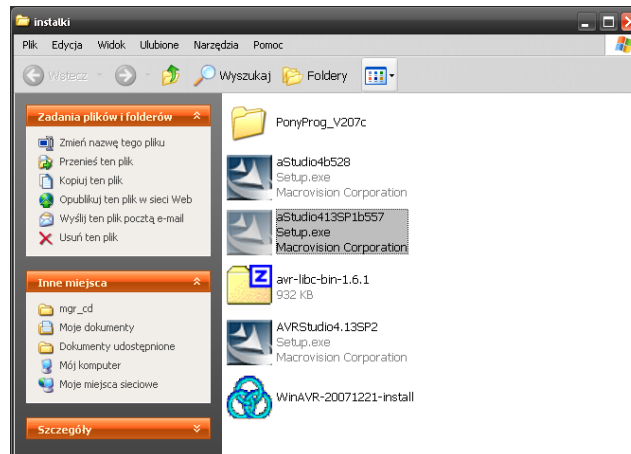 instalki
Plik Edycja Widok Ulubione Narzędzia Pomoc
Wstecz Wyszukaj Foldery
Zadania plików i folderów
Zmień nazwę tego pliku
Przenieś ten plik
Kopiuj ten plik
Opublikuj ten plik w sieci Web
Wyślij ten plik pocztą e-mail
Usuń ten plik
Inne miejsca
mgr_cd
Moje dokumenty
Dokumenty udostępnione
Mój komputer
Moje miejsca sieciowe
Szczegóły
PonyProg_V207c
aStudio4b528
Setup.exe
Macrovision Corporation
aStudio413SP1b557
Setup.exe
Macrovision Corporation
Z
avr-libc-bin-1.6.1
932 KB
AVRStudio4.13SP2
Setup.exe
Macrovision Corporation
WinAVR-20071221-install